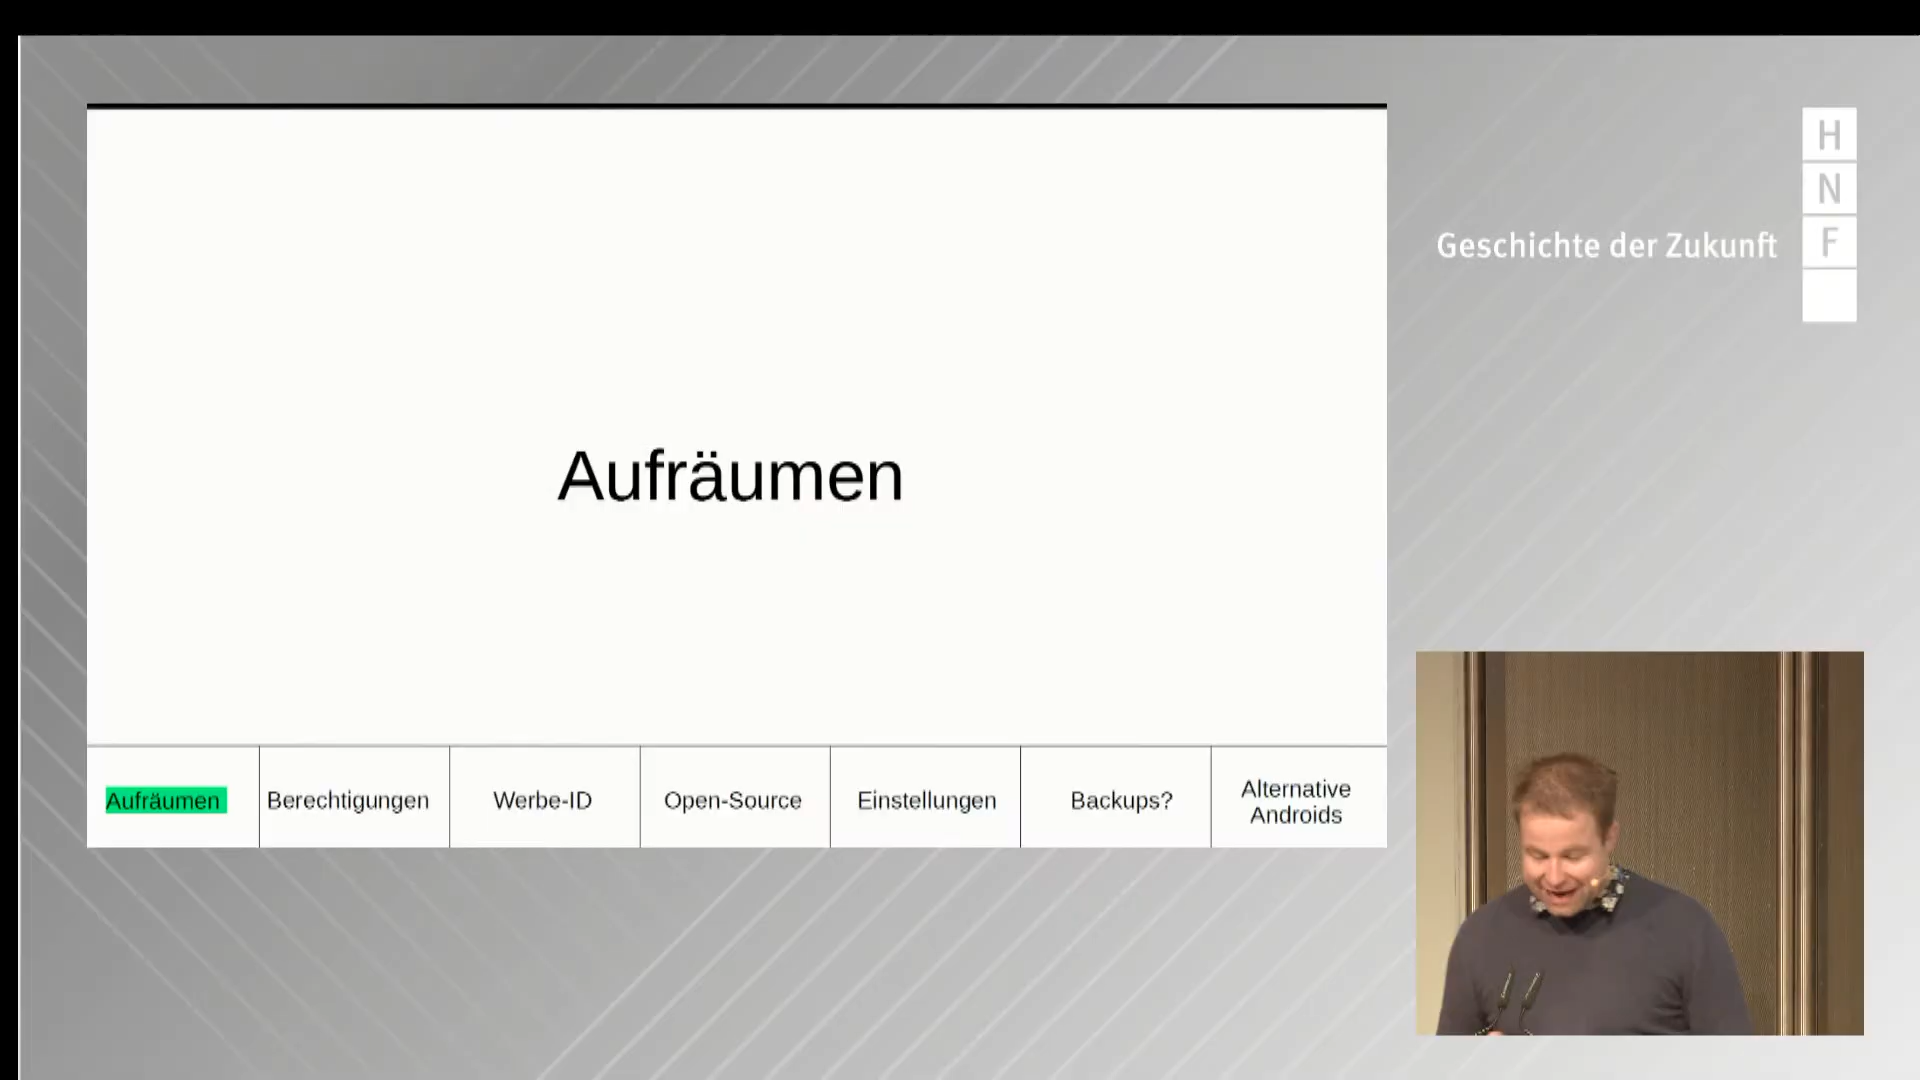 H
N
Geschichte der Zukunft F
Aufräumen
Aufräumen Berechtigungen Werbe-ID Open-Source Einstellungen Backups? Alternative
Androids